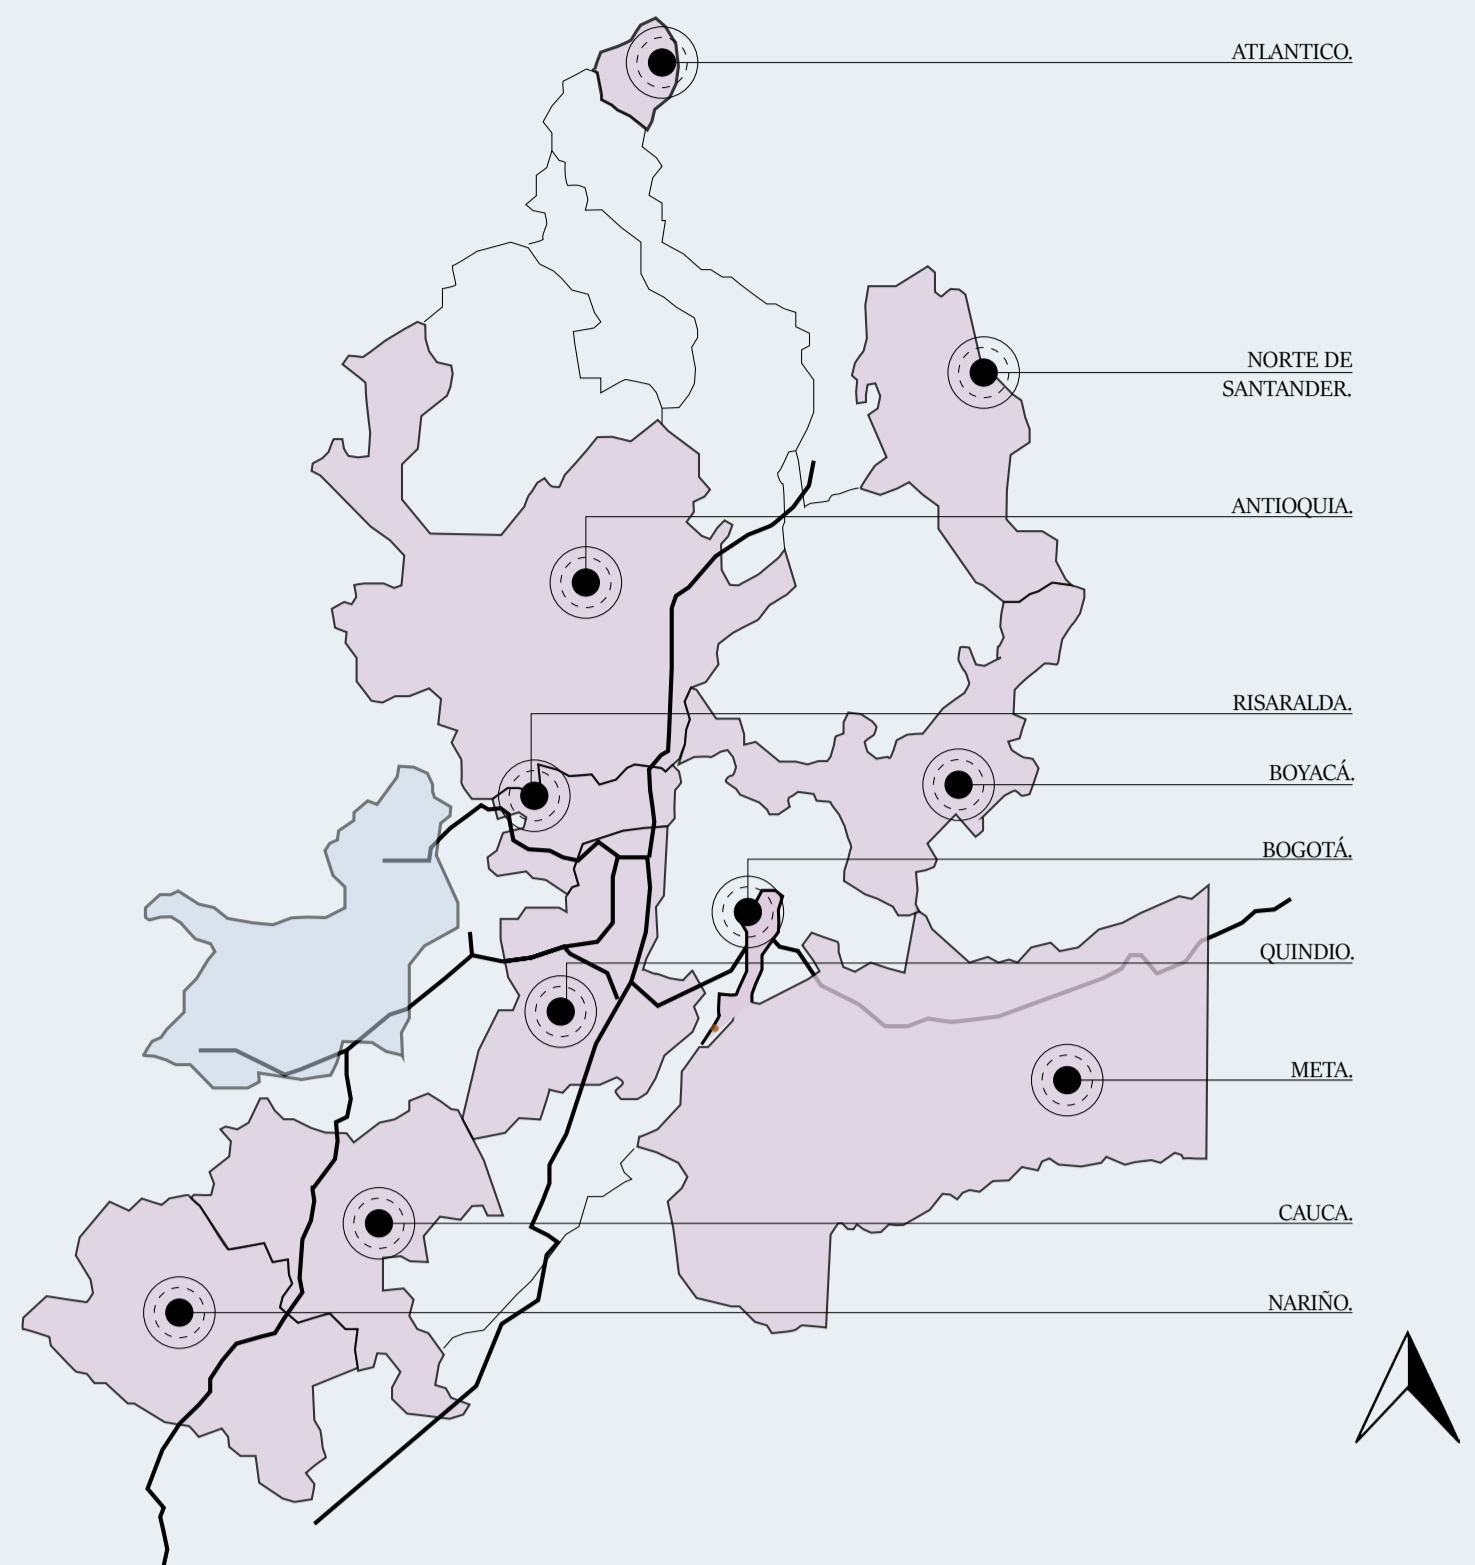 ATLANTICO.
NORTE DE
SANTANDER.
ANTIOQUIA.
RISARALDA.
BOYACÁ.
BOGOTÁ.
QUINDIO.
META.
CAUCA.
NARIÑO.